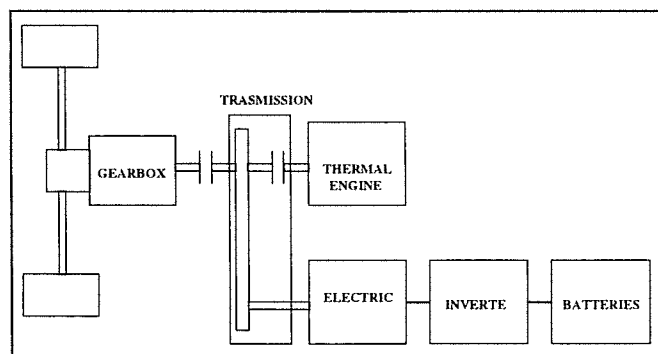 TRASMISSION
GEARBOX
THERMAL
ENGINE
ELECTRIC
INVERTE
BATTERIES